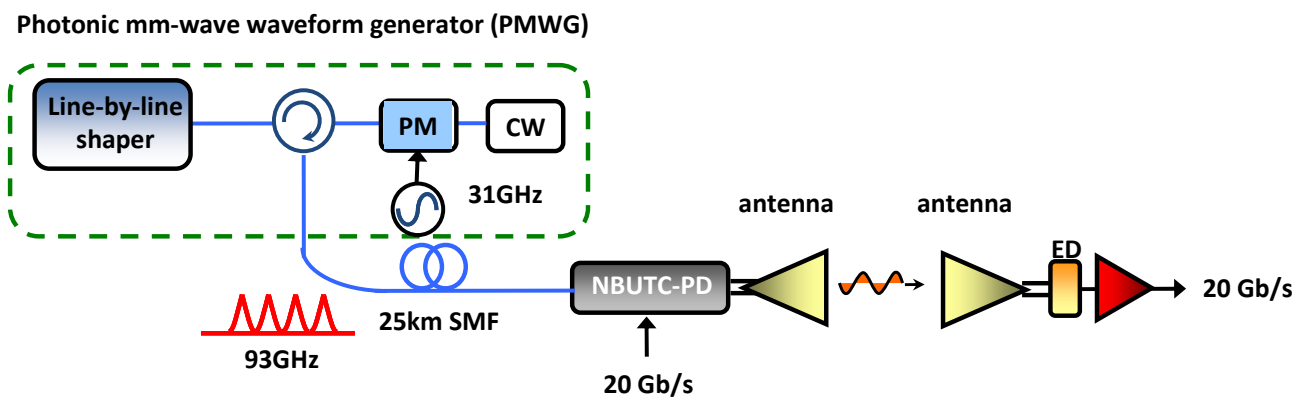 Photonic mm-wave waveform generator (PMWG)
Line-by-line
shaper
PM
CW
31GHz
antenna
antenna
ED
NBUTC-PD
20 Gb/s
25km SMF
93GHz
20 Gb/s